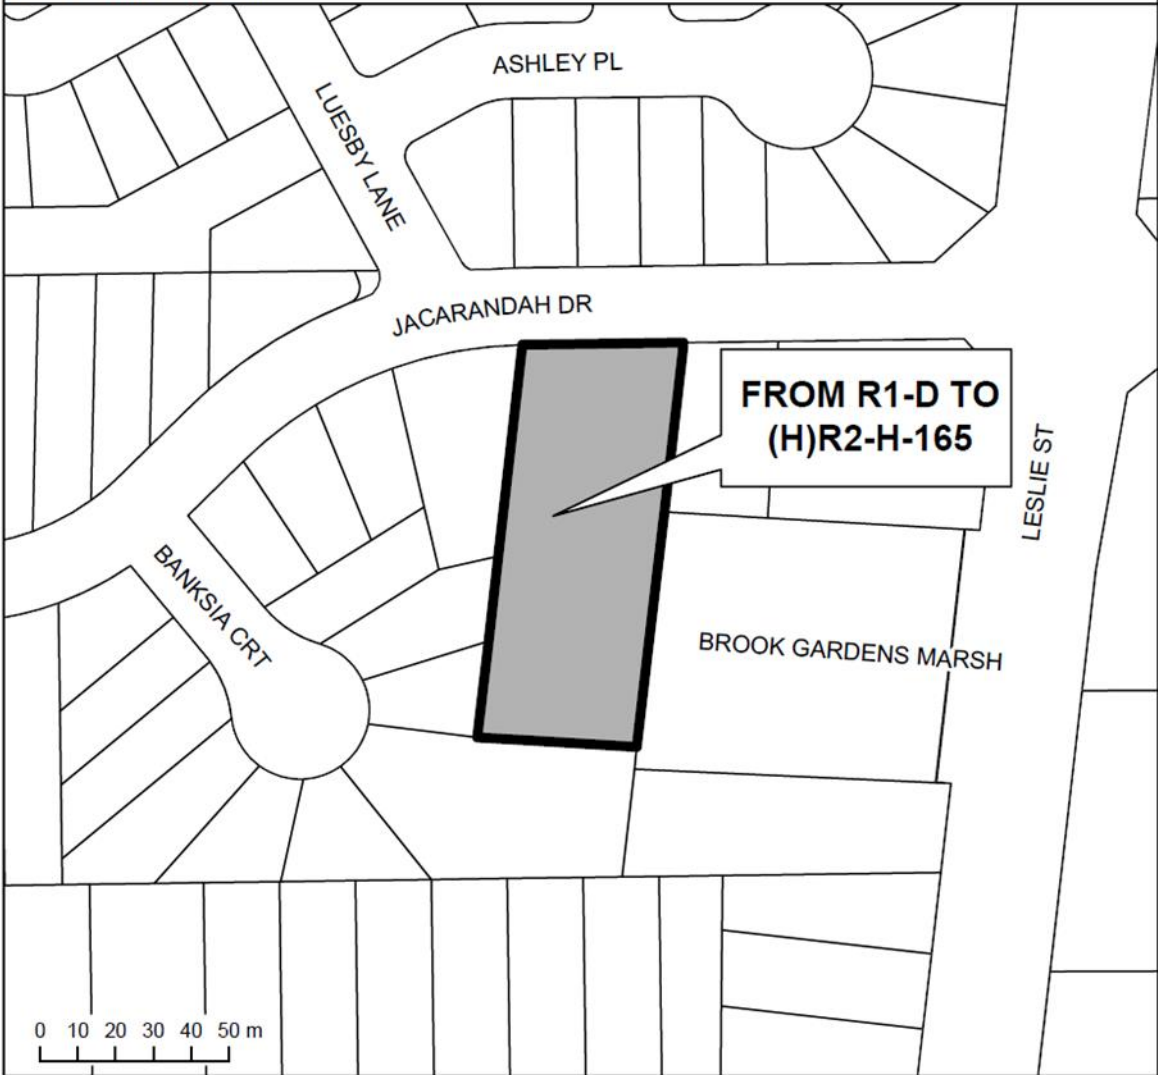 ASHLEY PL
LUESBY LANE
JACARANDAH DR
FROM R1-D TO
(H)R2-H-165
LESLIE ST
BANKSIA CRT
BROOK GARDENS MARSH
0 10 20 30 40 50 m